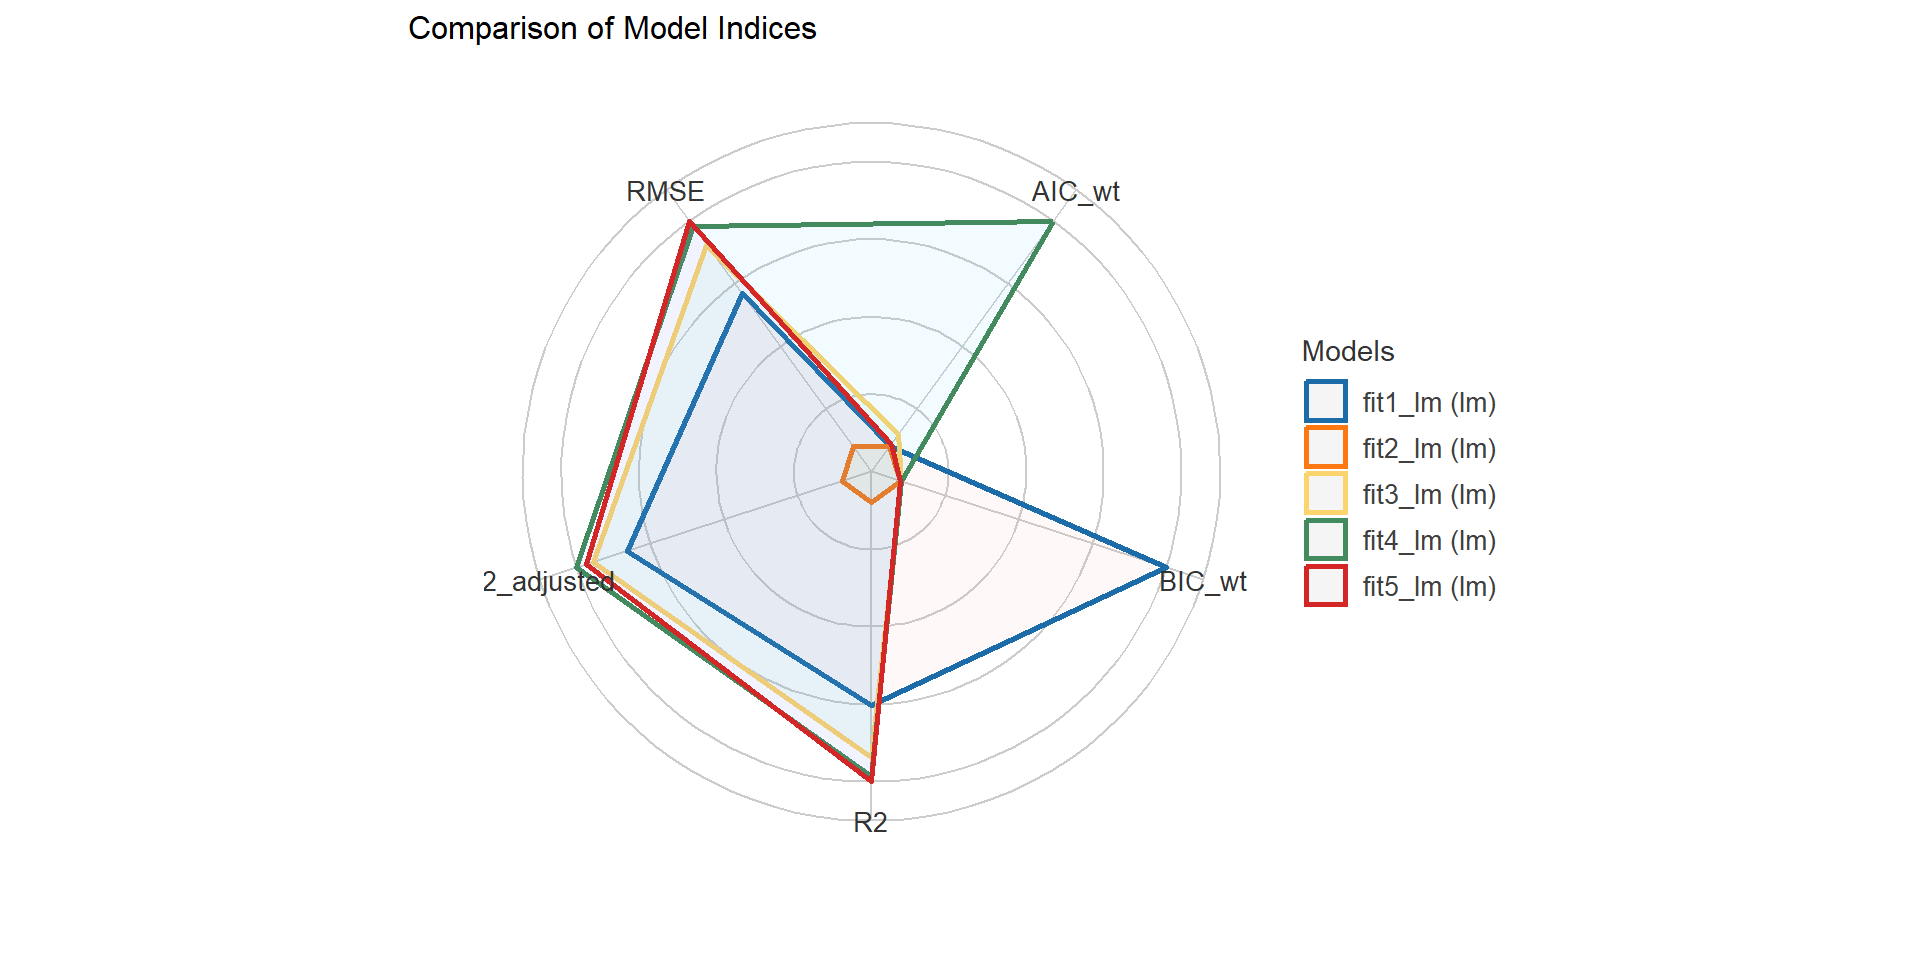 Comparison of Model Indices
RMSE
AIC_wt
2_adjusted
BIC_wt
R2
Models
fit1_lm (lm)
fit2_lm (lm)
fit3_lm (lm)
fit4_lm (lm)
fit5_lm (lm)